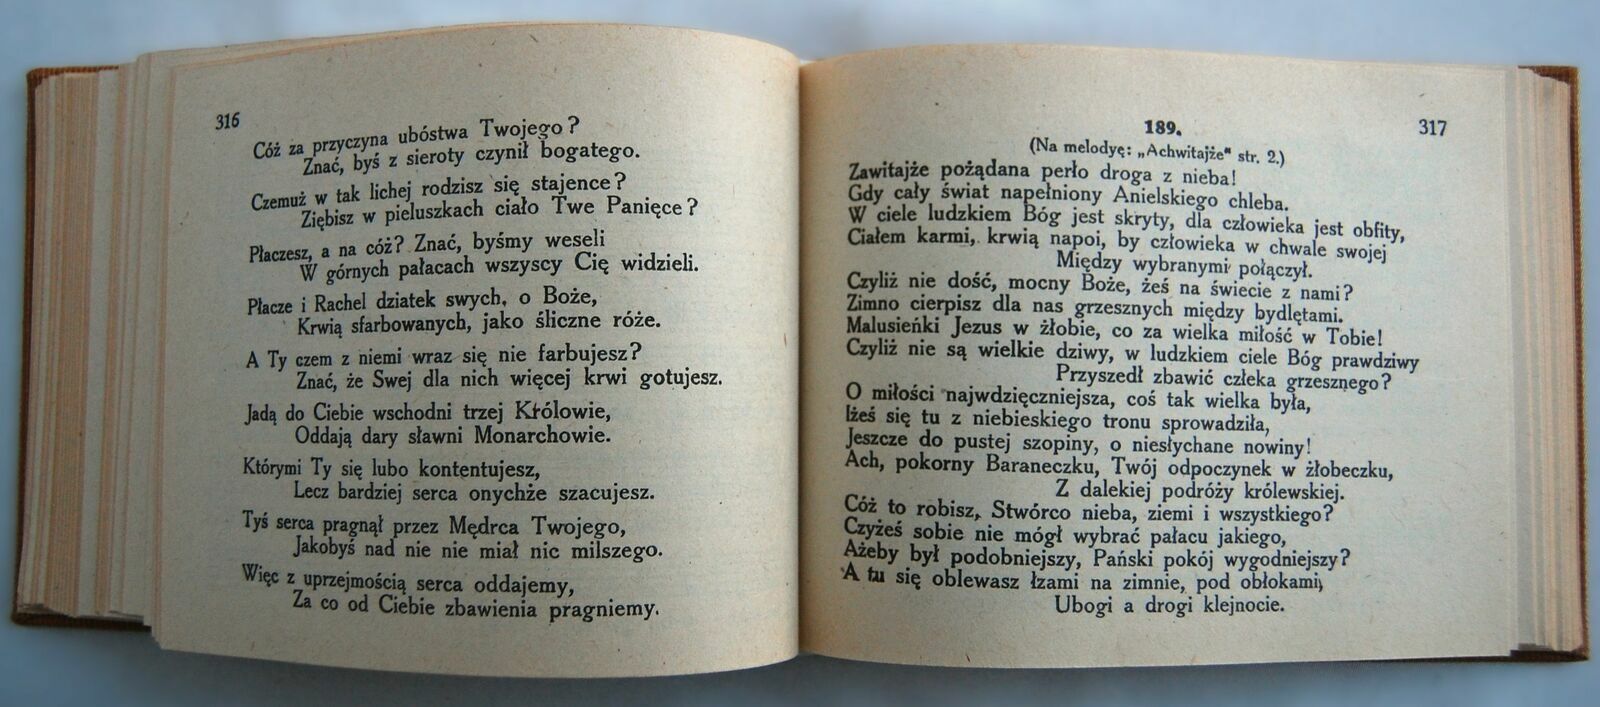 316
Cóż za przyczyna ubóstwa Twojego?
Znać, byś z sieroty czynił bogatego.
Czemuż w tak lichej rodzisz się stajence?
Ziębisz w pieluszkach ciało Twe Panięce?
Płaczesz, a na cóż? Znać, byśmy weseli
W górnych pałacach wszyscy Cię widzieli.
Płacze i Rachel dziatek swych, o Boże,
Krwią sfarbowanych, jako śliczne róże.
A Ty czem z niemi wraz się nie farbujesz?
Znać, że Swej dla nich więcej krwi gotujesz.
Jadą do Ciebie wschodni trzej Królowie,
Oddają dary sławni Monarchowie.
Którymi Ty się lubo kontentujesz,
Lecz bardziej serca onychże szacujesz.
Tyś serca pragnął przez Mędrca Twojego,
Jakobyś nad nie nie miał nic milszego.
Więc z uprzejmością serca oddajemy,
Za co od Ciebie zbawienia pragniemy.
317
189.
(Na melodyę: „Achwitajże" str. 2.)
Zawitajże pożądana perło droga z nieba!
Gdy cały świat napełniony Anielskiego chleba.
W ciele ludzkiem Bóg jest skryty, dla człowieka jest obfity,
Ciałem karmi, krwią napoi, by człowieka w chwale swojej
Między wybranymi połączył.
Czyliż nie dość, mocny Boże, żeś na świecie z nami?
Zimno cierpisz dla nas grzesznych między bydlętami.
Malusieńki Jezus w żłobie, co za wielka miłość w Tobie!
Czyliż nie są wielkie dziwy, w ludzkiem ciele Bóg prawdziwy
Przyszedł zbawić człeka grzesznego?
O miłości najwdzięczniejsza, coś tak wielka była,
Iżeś się tu z niebieskiego tronu sprowadziła,
Jeszcze do pustej szopiny, o niesłychane nowiny!
Ach, pokorny Baraneczku, Twój odpoczynek w żłobeczku,
Z dalekiej podróży królewskiej.
Cóż to robisz, Stwórco nieba, ziemi i wszystkiego?
Czyżeś sobie nie mógł wybrać pałacu jakiego,
Ażeby był podobniejszy, Pański pokój wygodniejszy?
A tu się oblewasz łzami na zimnie, pod obłokami,
Ubogi a drogi klejnocie.